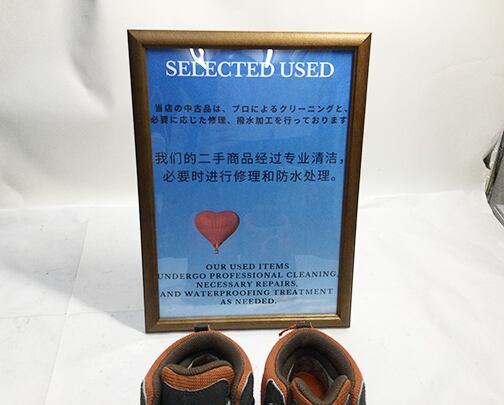 SELECTED USED
当店の中古品は、プロによるクリーニングと、
必要に応じた修理、撥水加工を行っております
我们的二手商品经过专业清洁，
必要时进行修理和防水处理。
OUR USED ITEMS
UNDERGO PROFESSIONAL CLEANING,
NECESSARY REPAIRS,
AND WATERPROOFING TREATMENT
AS NEEDED.